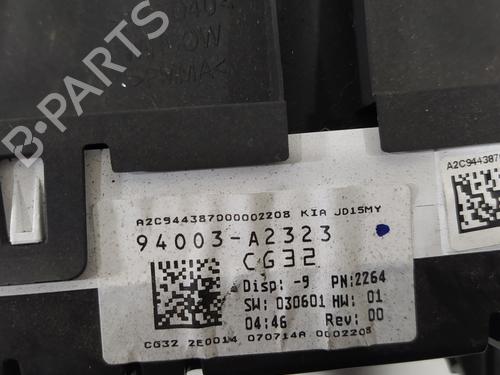 A2C944387000002208 KIA JD15MY
94003-A2323
CG32
Disp: -9 PN:2264
SW: 030601 HW: 01
04:46 Rev: 00
CG32 2E0014 070714A 0002208
A2C9443870
B-PARTS